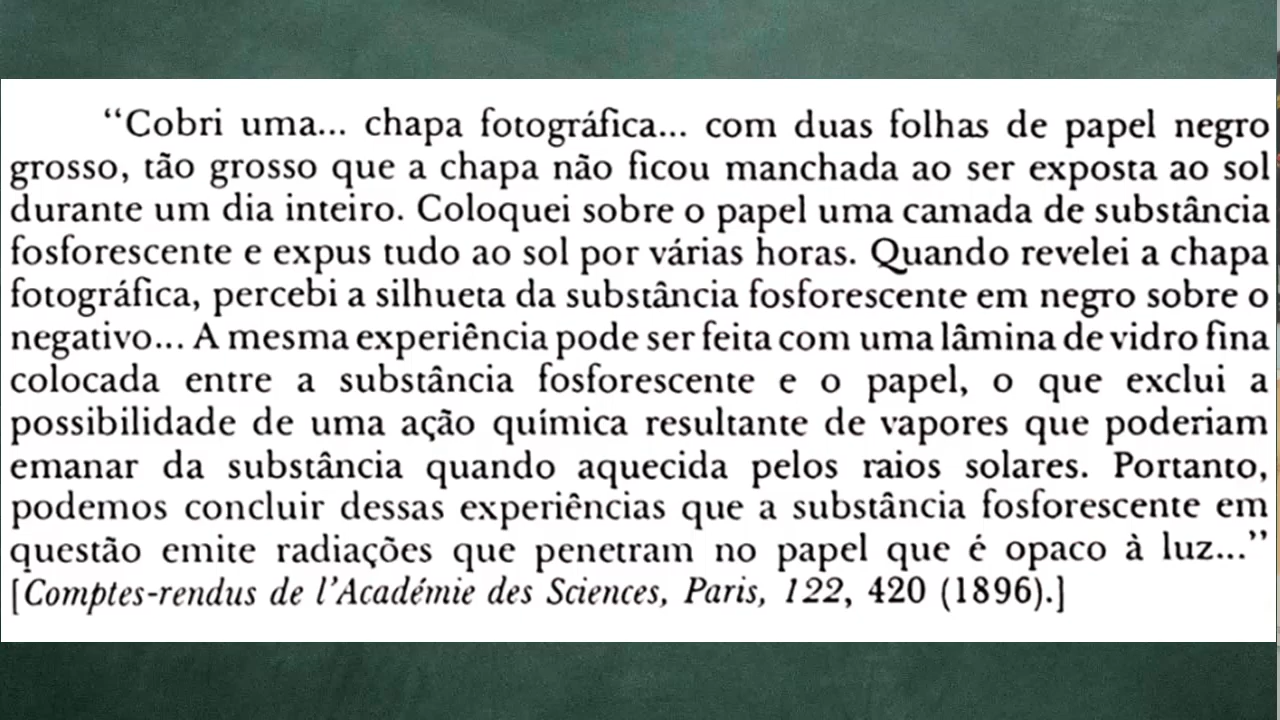 “Cobri uma... chapa fotográfica... com duas folhas de papel negro
grosso, tão grosso que a chapa não ficou manchada ao ser exposta ao sol
durante um dia inteiro. Coloquei sobre o papel uma camada de substância
fosforescente e expus tudo ao sol por várias horas. Quando revelei a chapa
fotográfica, percebi a silhueta da substância fosforescente em negro sobre o
negativo... A mesma experiência pode ser feita com uma lâmina de vidro fina
colocada entre a substância fosforescente e o papel, o que exclui a
possibilidade de uma ação química resultante de vapores que poderiam
emanar da substância quando aquecida pelos raios solares. Portanto,
podemos concluir dessas experiências que a substância fosforescente em
questão emite radiações que penetram no papel que é opaco à luz...”
[Comptes-rendus de l’Académie des Sciences, Paris, 122, 420 (1896).]